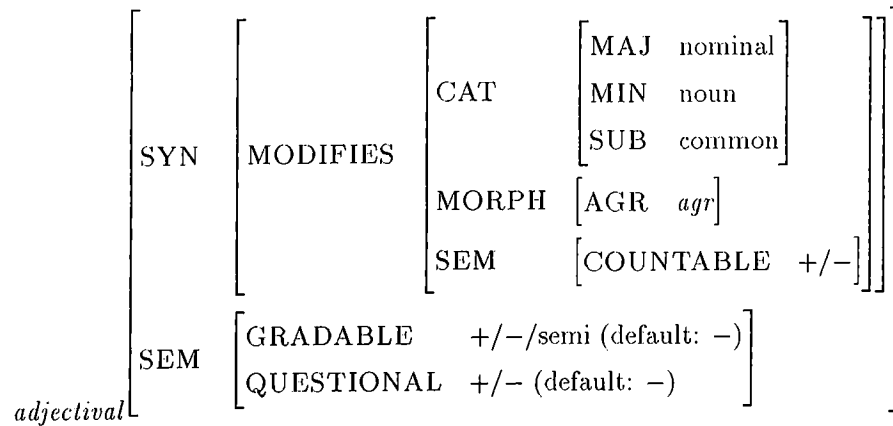 MAJ nominal
CAT MIN noun
SUB common
SYN MODIFIES
MORPH AGR agr
SEM COUNTABLE +/−
GRADABLE +/−/semi (default: −)
SEM
QUESTIONAL +/− (default: −)
adjectival